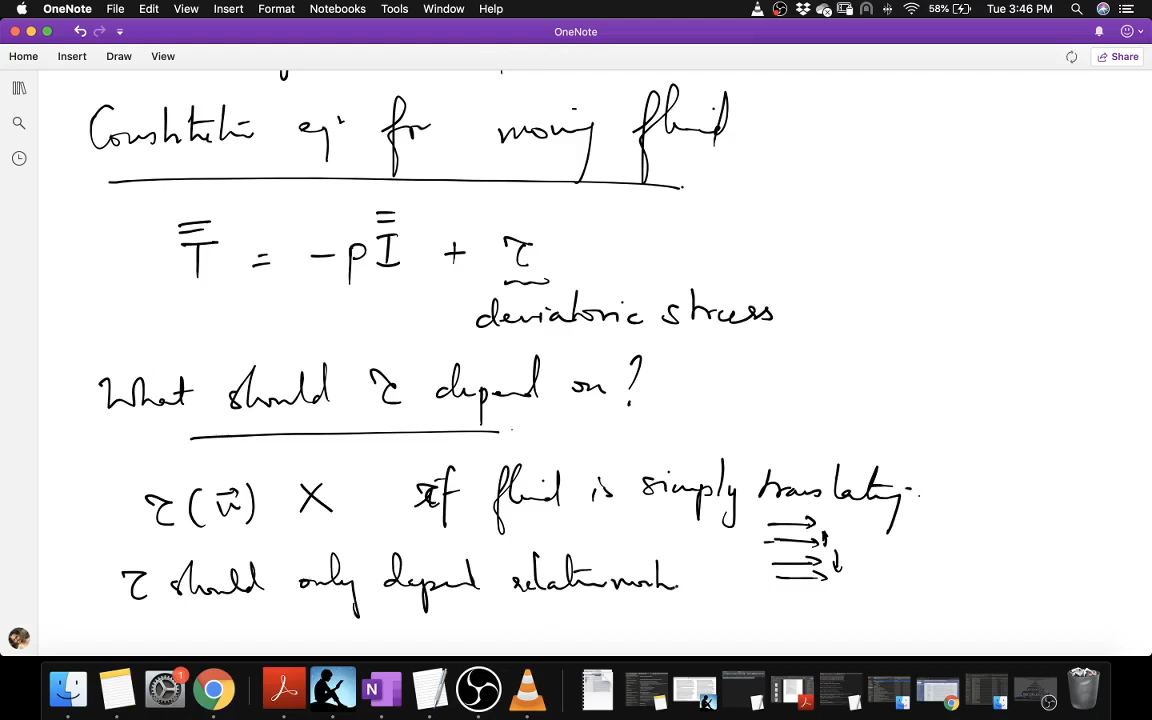 OneNote File Edit View Insert Format Notebooks Tools Window Help 58% Tue 3:46 PM
OneNote
Home Insert Draw View Share
Constitutive eqⁿ for moving fluid
T = -pI + τ
deviatoric stress
What should τ depend on?
τ(v⃗) X If fluid is simply translating.
τ should only depend relative motn
1
N